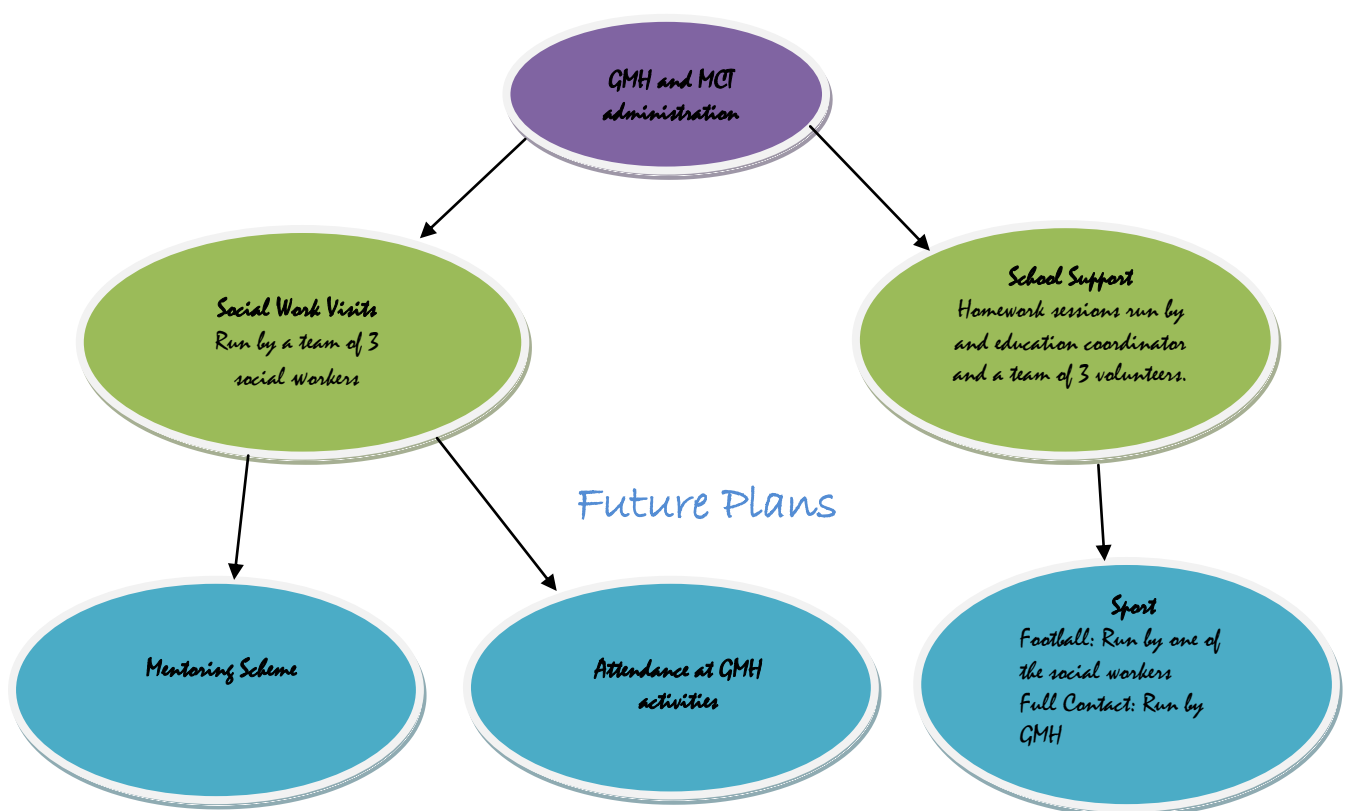 GMH and MCT
administration
Social Work Visits
Run by a team of 3
social workers
School Support
Homework sessions run by
and education coordinator
and a team of 3 volunteers.
Future Plans
Mentoring Scheme
Attendance at GMH
activities
Sport
Football: Run by one of
the social workers
Full Contact: Run by
GMH